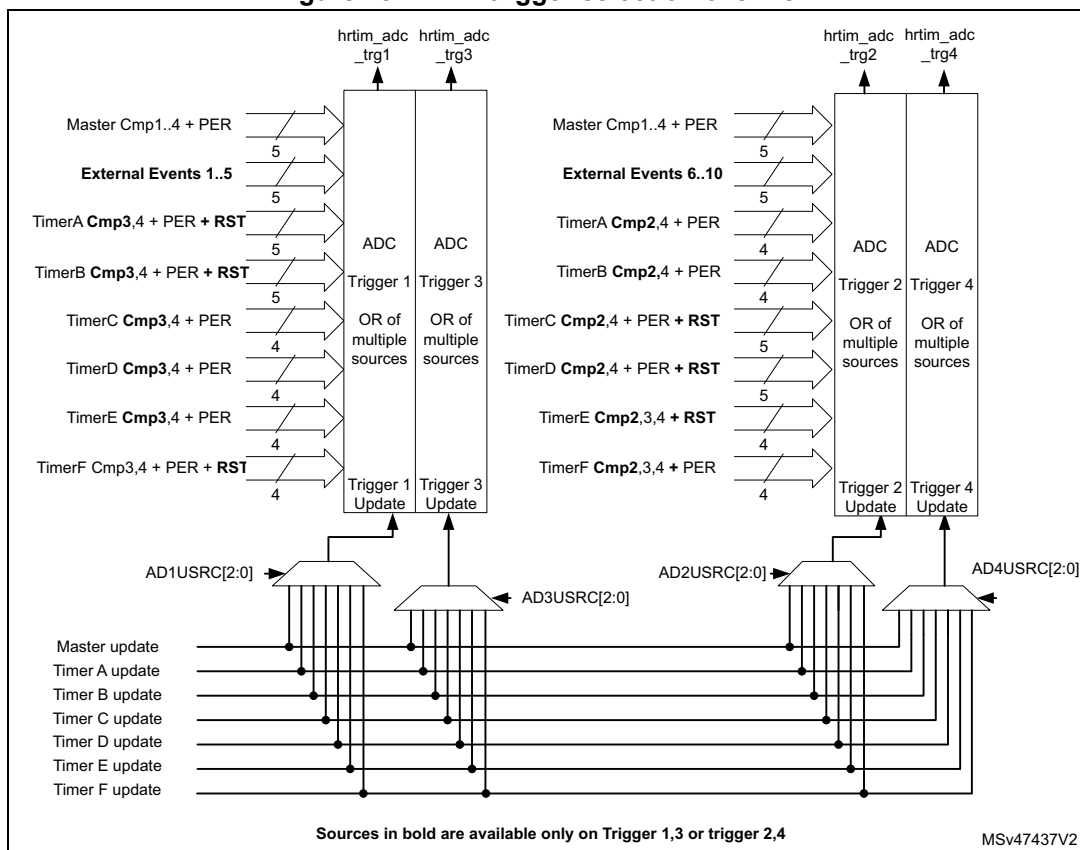 hrtim_adc
_trg1
hrtim_adc
_trg3
Master Cmp1..4 + PER
5
External Events 1..5
5
TimerA Cmp3,4 + PER + RST
5
TimerB Cmp3,4 + PER + RST
5
TimerC Cmp3,4 + PER
4
TimerD Cmp3,4 + PER
4
TimerE Cmp3,4 + PER
4
TimerF Cmp3,4 + PER + RST
4
ADC
Trigger 1
OR of
multiple
sources
Trigger 1
Update
ADC
Trigger 3
OR of
multiple
sources
Trigger 3
Update
hrtim_adc
_trg2
hrtim_adc
_trg4
Master Cmp1..4 + PER
5
External Events 6..10
5
TimerA Cmp2,4 + PER
4
TimerB Cmp2,4 + PER
4
TimerC Cmp2,4 + PER + RST
5
TimerD Cmp2,4 + PER + RST
5
TimerE Cmp2,3,4 + RST
4
TimerF Cmp2,3,4 + PER
4
ADC
Trigger 2
OR of
multiple
sources
Trigger 2
Update
ADC
Trigger 4
OR of
multiple
sources
Trigger 4
Update
AD1USRC[2:0]
AD3USRC[2:0]
AD2USRC[2:0]
AD4USRC[2:0]
Master update
Timer A update
Timer B update
Timer C update
Timer D update
Timer E update
Timer F update
Sources in bold are available only on Trigger 1,3 or trigger 2,4
MSv47437V2